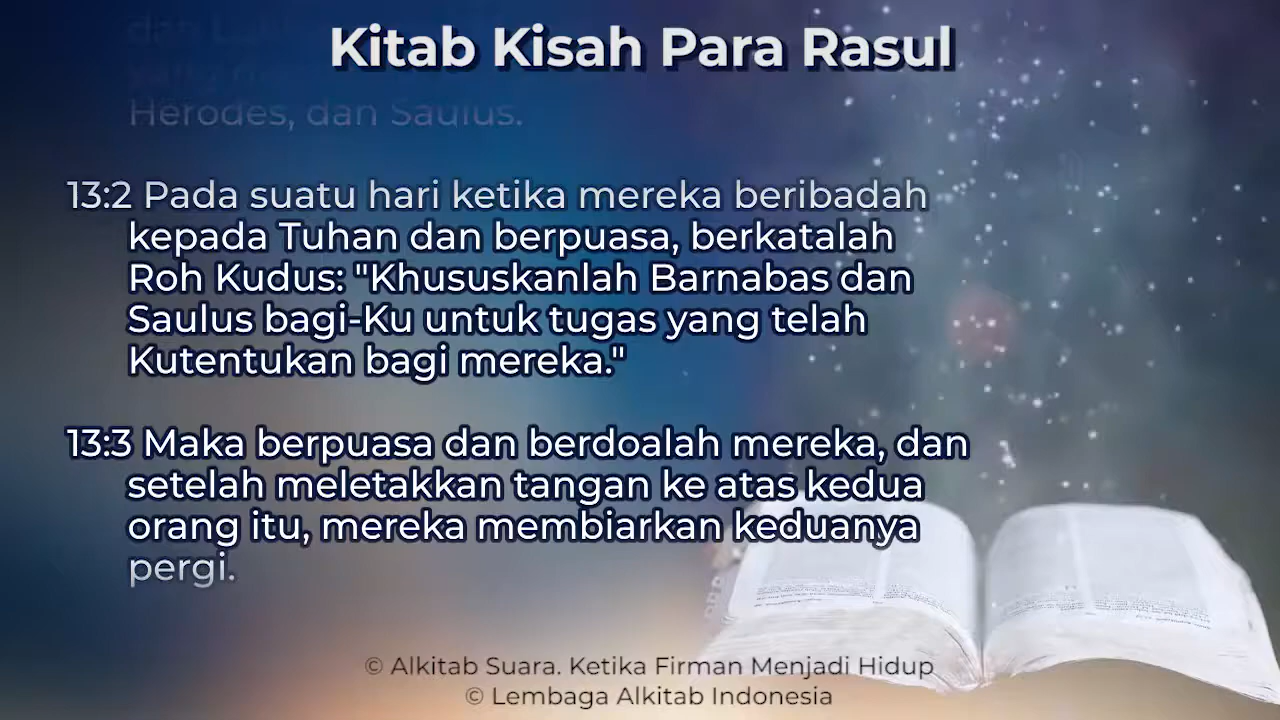 Kitab Kisah Para Rasul
Herodes, dan Saulus.
13:2 Pada suatu hari ketika mereka beribadah
kepada Tuhan dan berpuasa, berkatalah
Roh Kudus: "Khususkanlah Barnabas dan
Saulus bagi-Ku untuk tugas yang telah
Kutentukan bagi mereka."
13:3 Maka berpuasa dan berdoalah mereka, dan
setelah meletakkan tangan ke atas kedua
orang itu, mereka membiarkan keduanya
pergi.
© Alkitab Suara. Ketika Firman Menjadi Hidup
© Lembaga Alkitab Indonesia